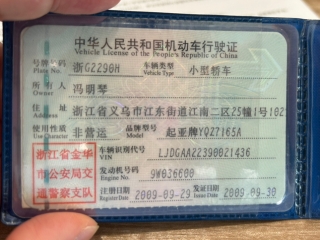 中华人民共和国机动车行驶证
Vehicle License of the People's Republic of China
号牌号码 浙G2290H 车辆类型 小型轿车
Plate No. Vehicle Type
所有人 冯明琴
Owner
住址 浙江省义乌市江东街道江南二区25幢1号102
Address
使用性质 非营运 品牌型号 起亚牌YQZ7165A
Use Character Model
浙江省金华 车辆识别代号 LJDGAA22390021436
VIN
市公安局交 发动机号码 9W036600
Engine No.
通警察支队 注册日期 2009-09-29 发证日期 2009-09-30
Register Date Issue Date